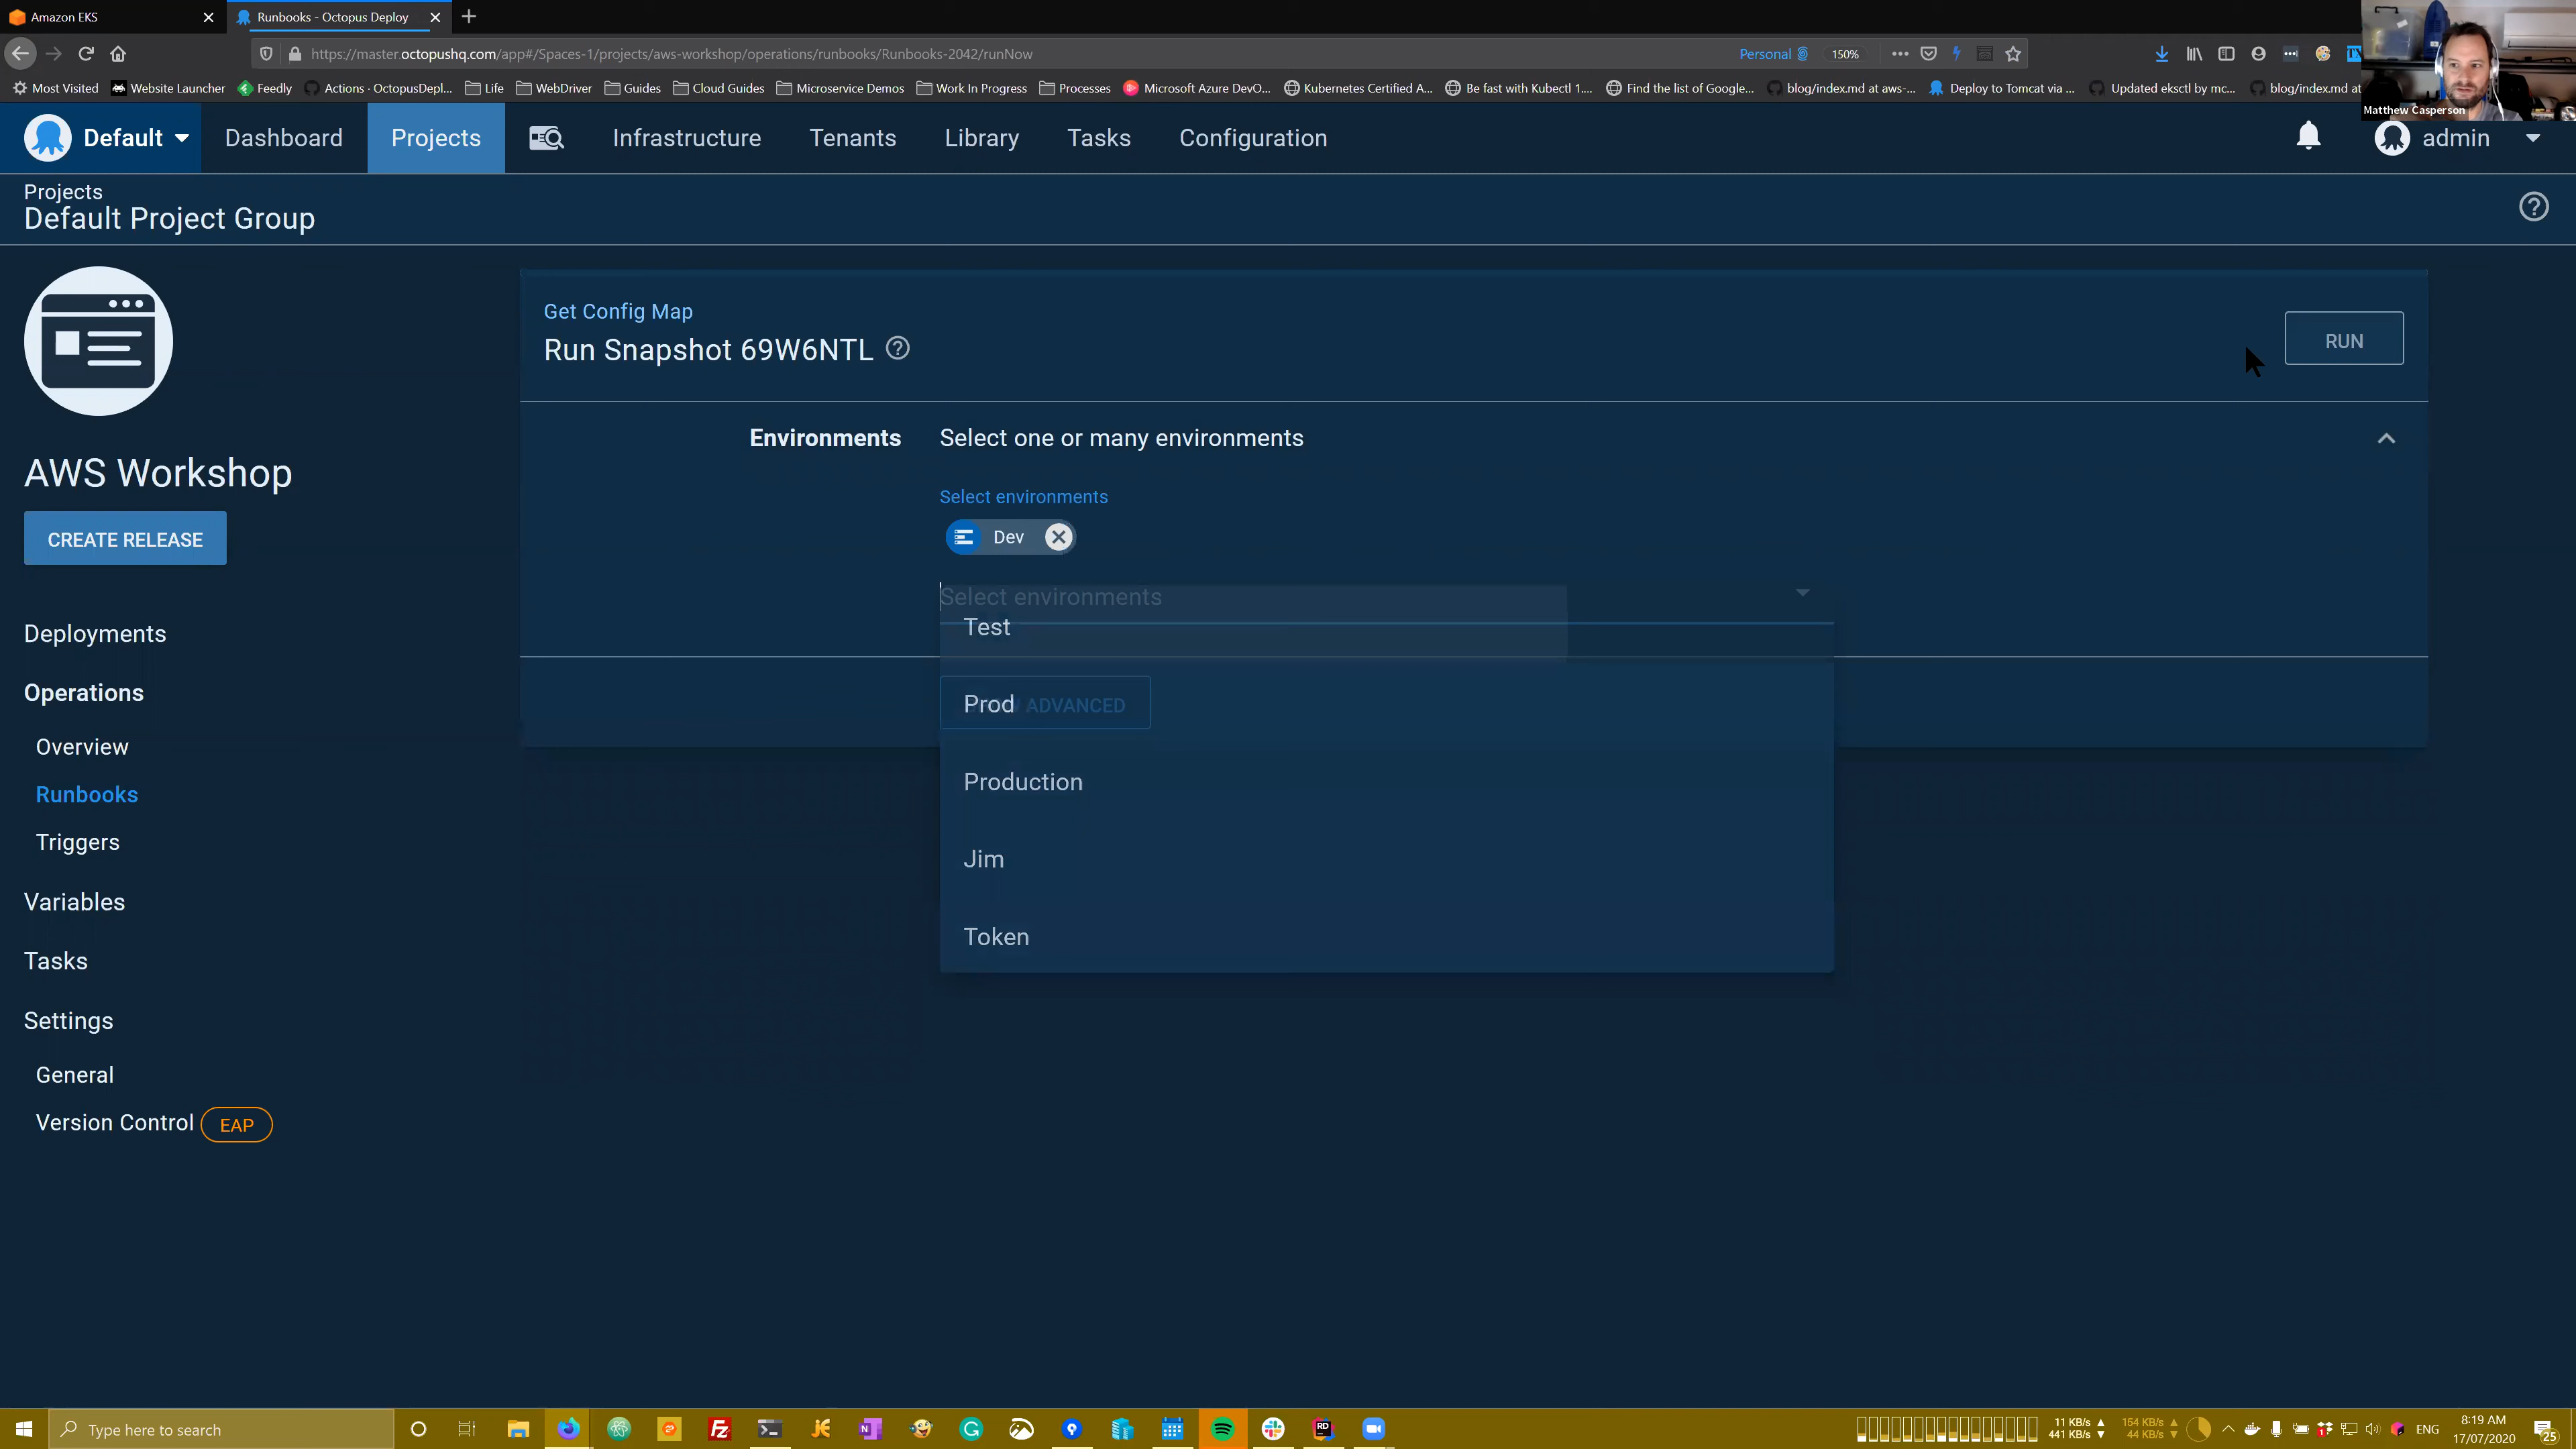 Amazon EKS
Runbooks - Octopus Deploy
https://master.octopushq.com/app#/Spaces-1/projects/aws-workshop/operations/runbooks/Runbooks-2042/runNow
Personal
150%
Matthew Casperson
Most Visited
Website Launcher
Feedly
Actions · OctopusDepl...
Life
WebDriver
Guides
Cloud Guides
Microservice Demos
Work In Progress
Processes
Microsoft Azure DevO...
Kubernetes Certified A...
Be fast with Kubectl 1....
Find the list of Google...
blog/index.md at aws-...
Deploy to Tomcat via ...
Updated eksctl by mc...
blog/index.md at
Default
Dashboard
Projects
Infrastructure
Tenants
Library
Tasks
Configuration
admin
Projects
Default Project Group
AWS Workshop
CREATE RELEASE
Deployments
Operations
Overview
Runbooks
Triggers
Variables
Tasks
Settings
General
Version Control EAP
Get Config Map
Run Snapshot 69W6NTL
RUN
Environments
Select one or many environments
Select environments
Dev
Select environments
Test
Prod
ADVANCED
Production
Jim
Token
Type here to search
11 KB/s
441 KB/s
154 KB/s
44 KB/s
ENG
8:19 AM
17/07/2020
25